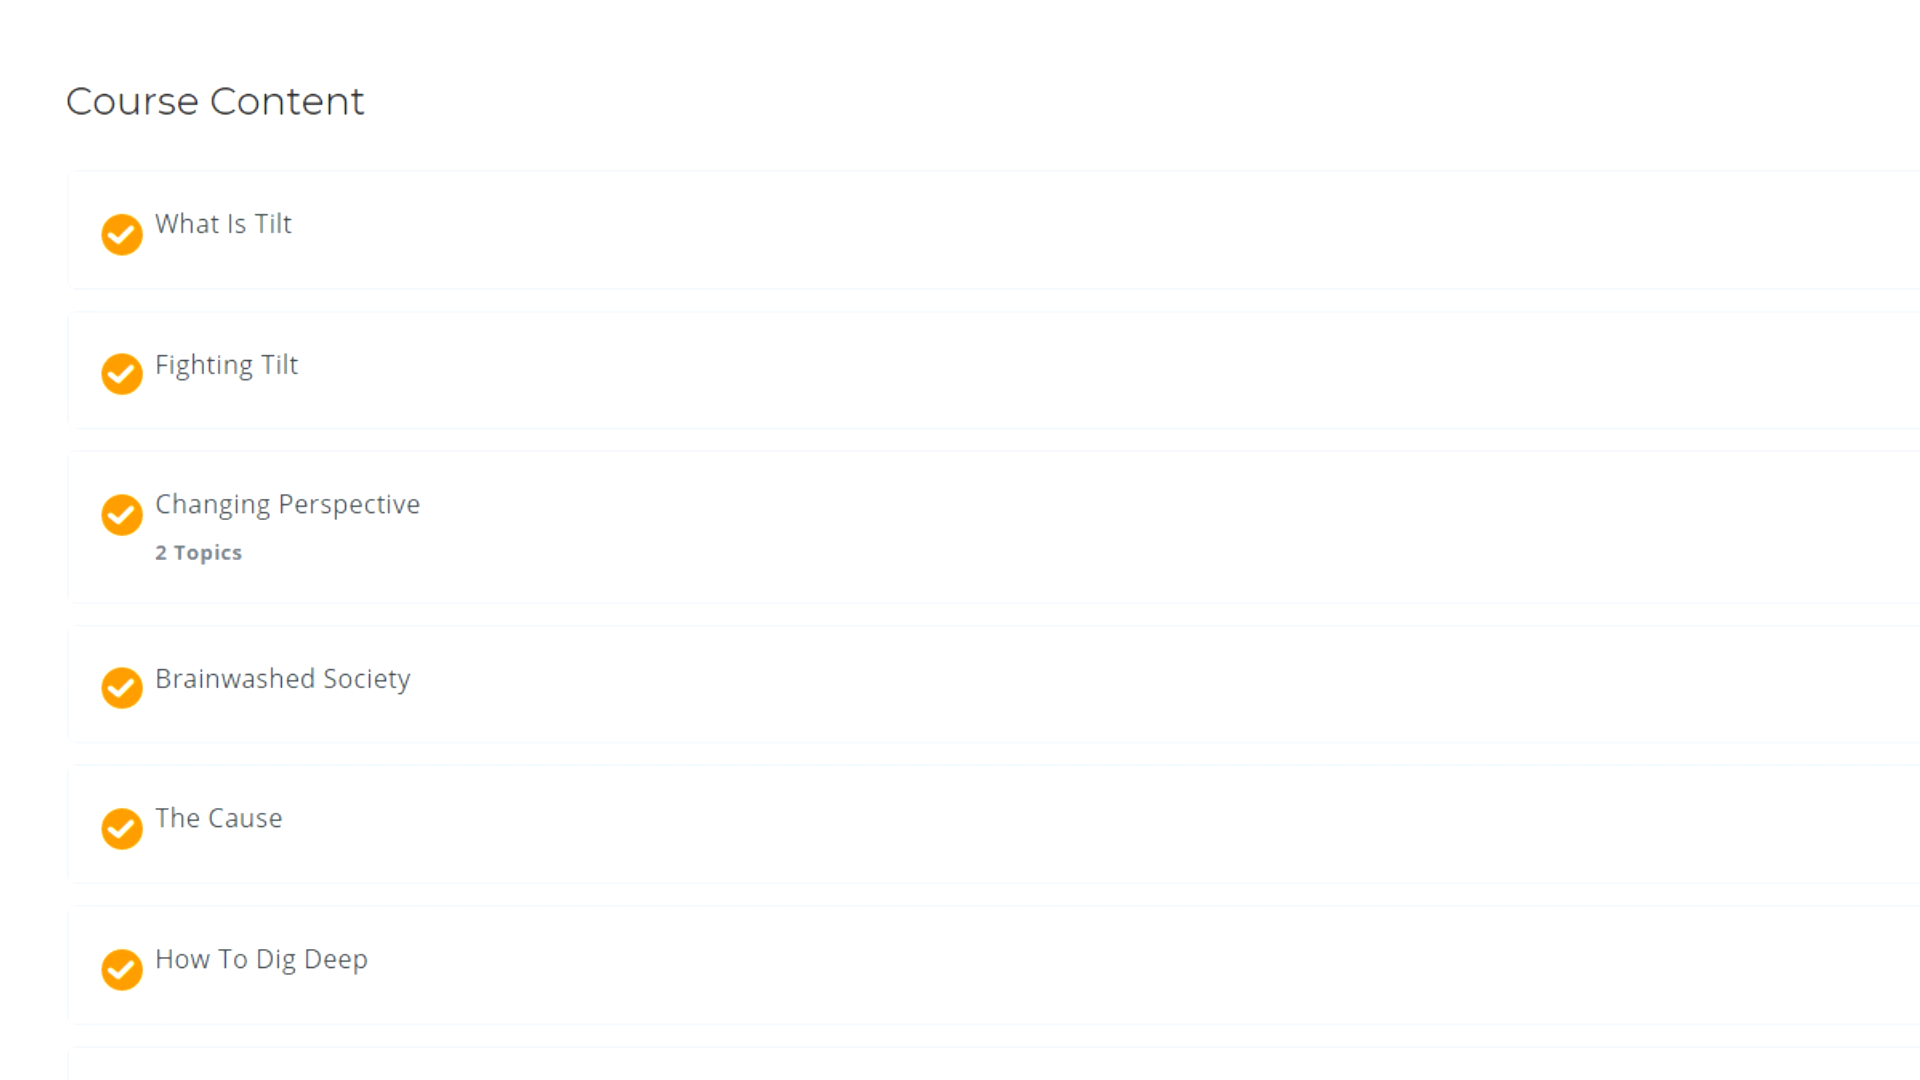 Course Content
What Is Tilt
Fighting Tilt
Changing Perspective
2 Topics
Brainwashed Society
The Cause
How To Dig Deep